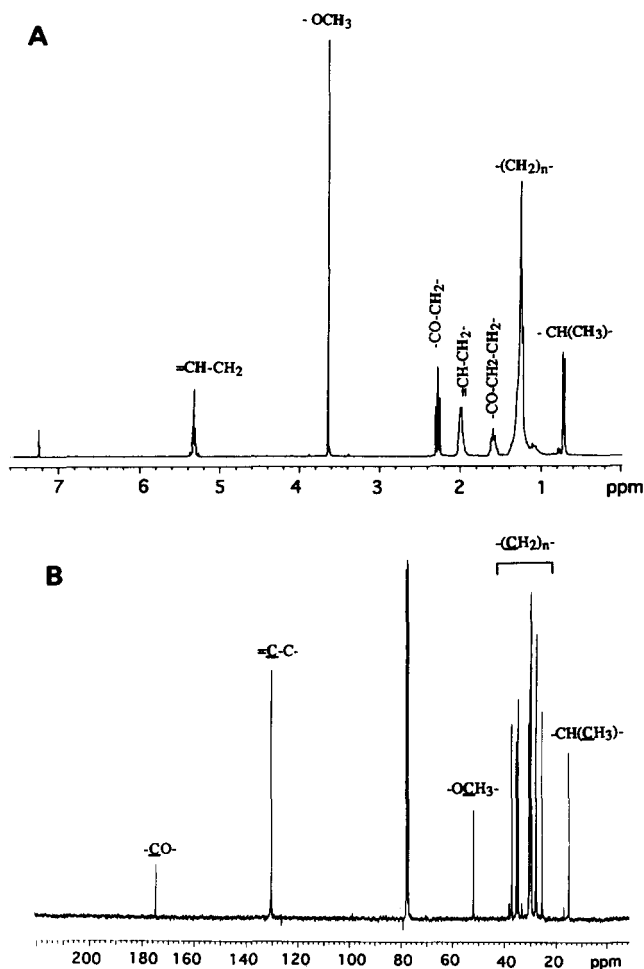 A
- OCH3
-(CH2)n-
-CO-CH2-
=CH-CH2-
-CO-CH2-CH2-
- CH(CH3)-
=CH-CH2
7 6 5 4 3 2 1 ppm
B
-(CH2)n-
=C-C-
-CH(CH3)-
-OCH3-
-CO-
200 180 160 140 120 100 80 60 40 20 ppm